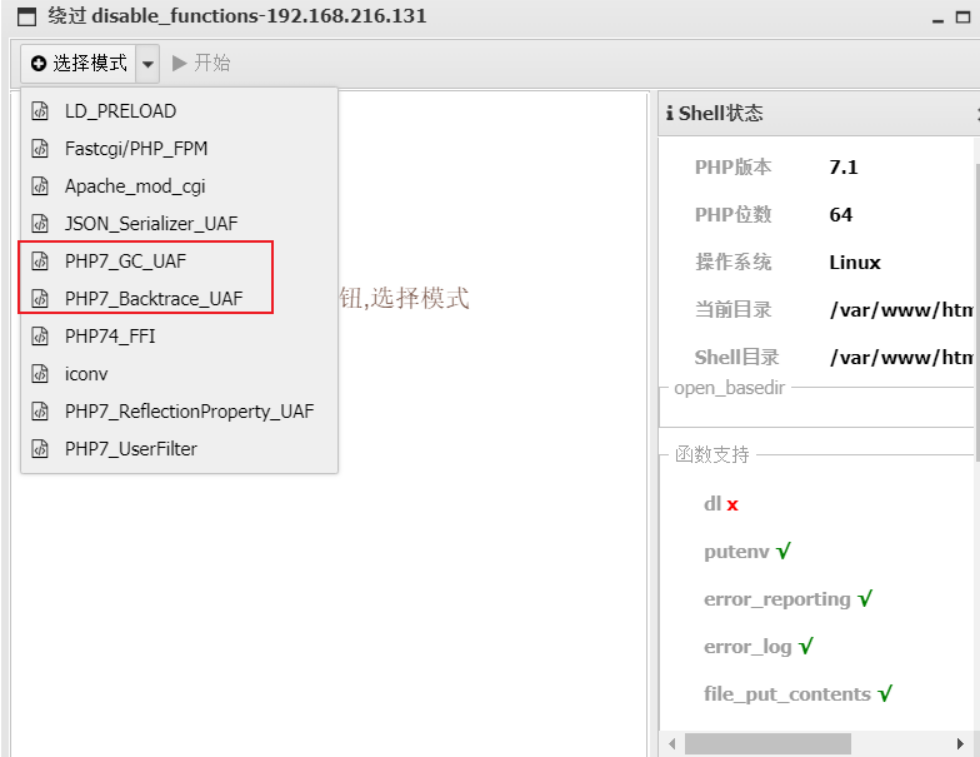 绕过 disable_functions-192.168.216.131
选择模式
开始
LD_PRELOAD
Fastcgi/PHP_FPM
Apache_mod_cgi
JSON_Serializer_UAF
PHP7_GC_UAF
PHP7_Backtrace_UAF
PHP74_FFI
iconv
PHP7_ReflectionProperty_UAF
PHP7_UserFilter
钮,选择模式
Shell状态
PHP版本 7.1
PHP位数 64
操作系统 Linux
当前目录 /var/www/htm
Shell目录 /var/www/htm
open_basedir
函数支持
dl x
putenv √
error_reporting √
error_log √
file_put_contents √